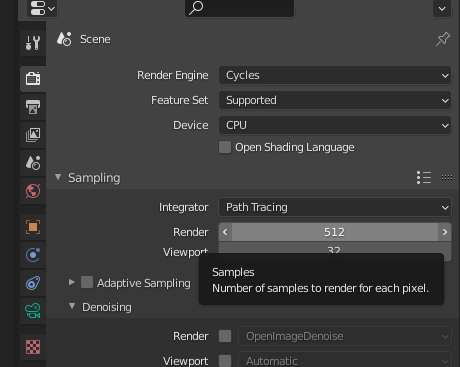 Scene
Render Engine Cycles
Feature Set Supported
Device CPU
Open Shading Language
Sampling
Integrator Path Tracing
Render 512
Viewport 32
Samples
Number of samples to render for each pixel.
Adaptive Sampling
Denoising
Render OpenImageDenoise
Viewport Automatic